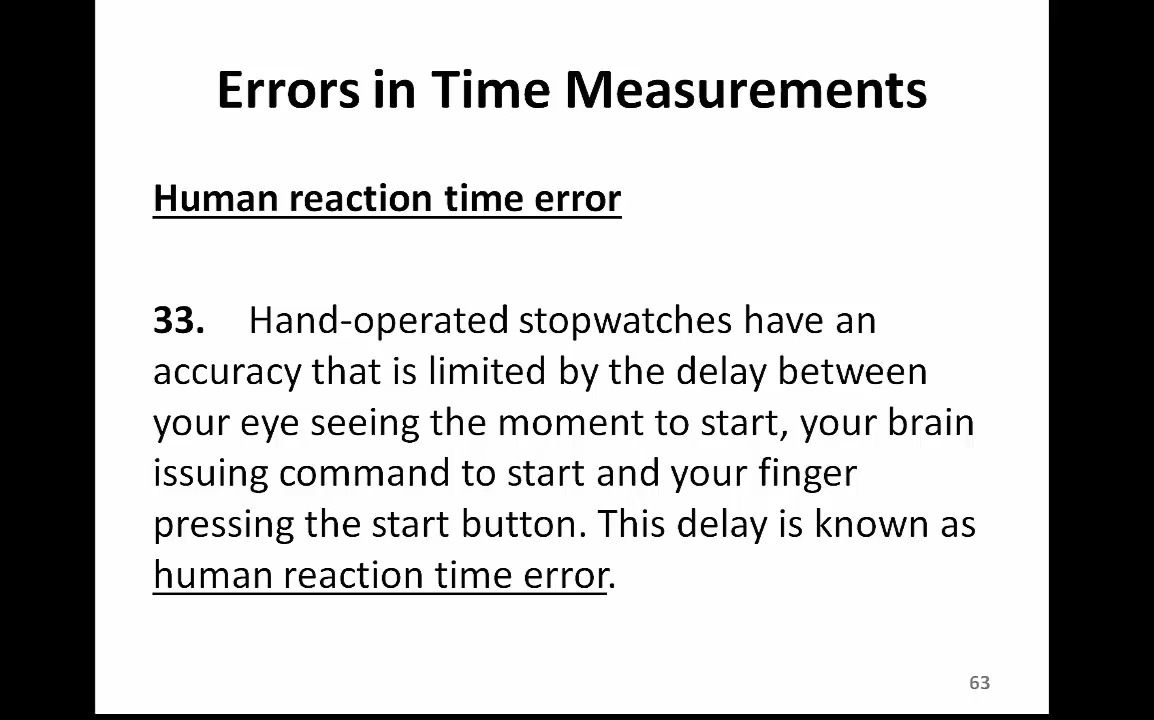 Errors in Time Measurements
Human reaction time error
33. Hand-operated stopwatches have an
accuracy that is limited by the delay between
your eye seeing the moment to start, your brain
issuing command to start and your finger
pressing the start button. This delay is known as
human reaction time error.
63